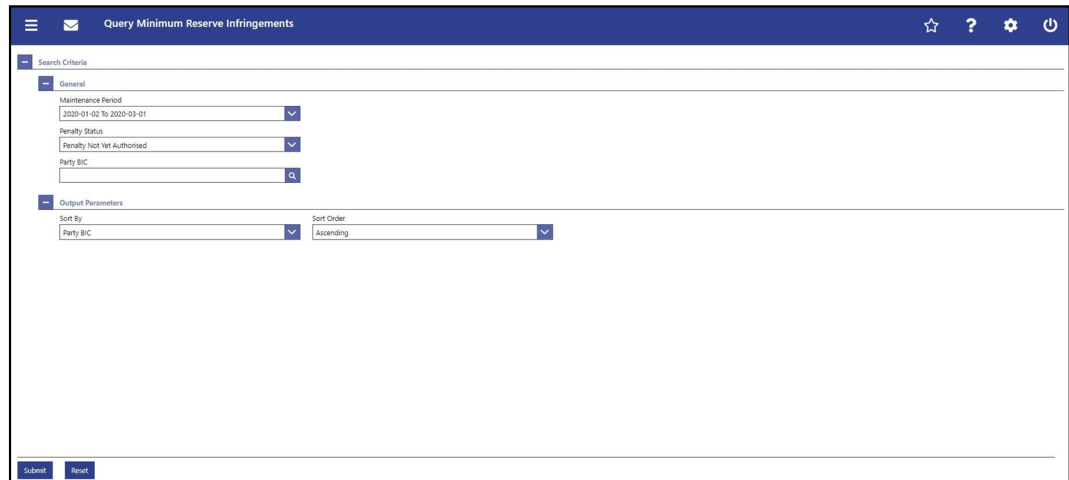 Query Minimum Reserve Infringements
Search Criteria
General
Maintenance Period
2020-01-02 To 2020-03-01
Penalty Status
Penalty Not Yet Authorised
Party BIC
Output Parameters
Sort By Sort Order
Party BIC Ascending
Submit Reset